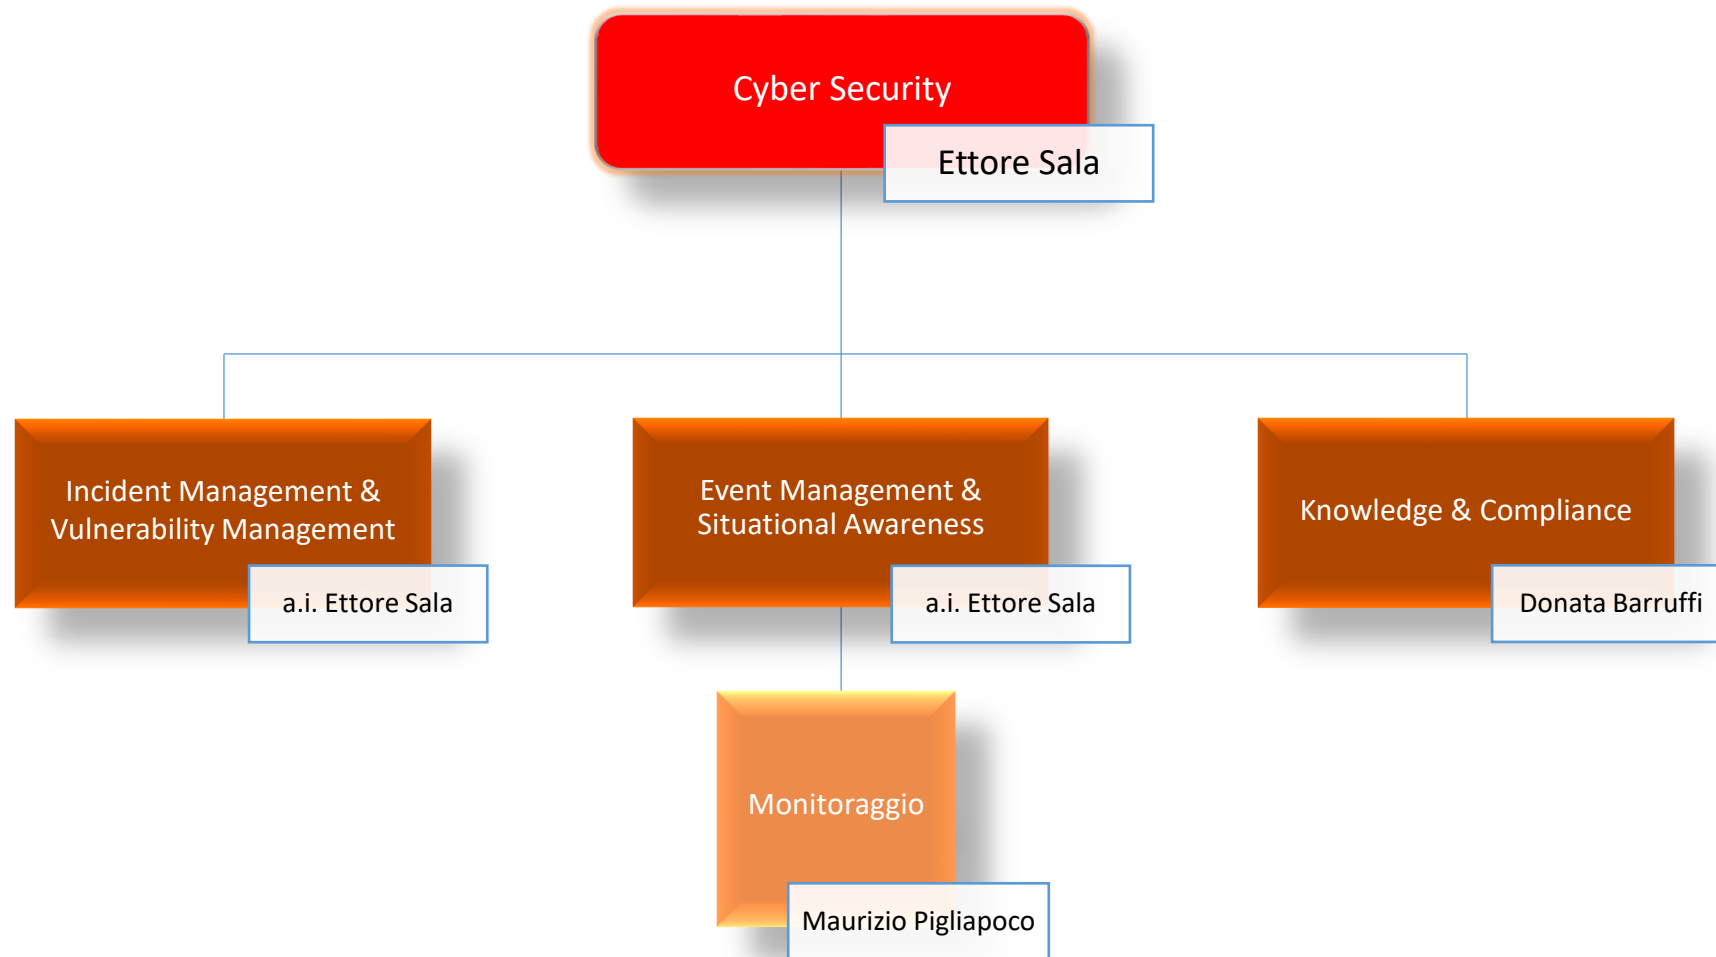 Cyber Security
Ettore Sala
Incident Management &
Vulnerability Management
a.i. Ettore Sala
Event Management &
Situational Awareness
a.i. Ettore Sala
Knowledge & Compliance
Donata Barruffi
Monitoraggio
Maurizio Pigliapoco